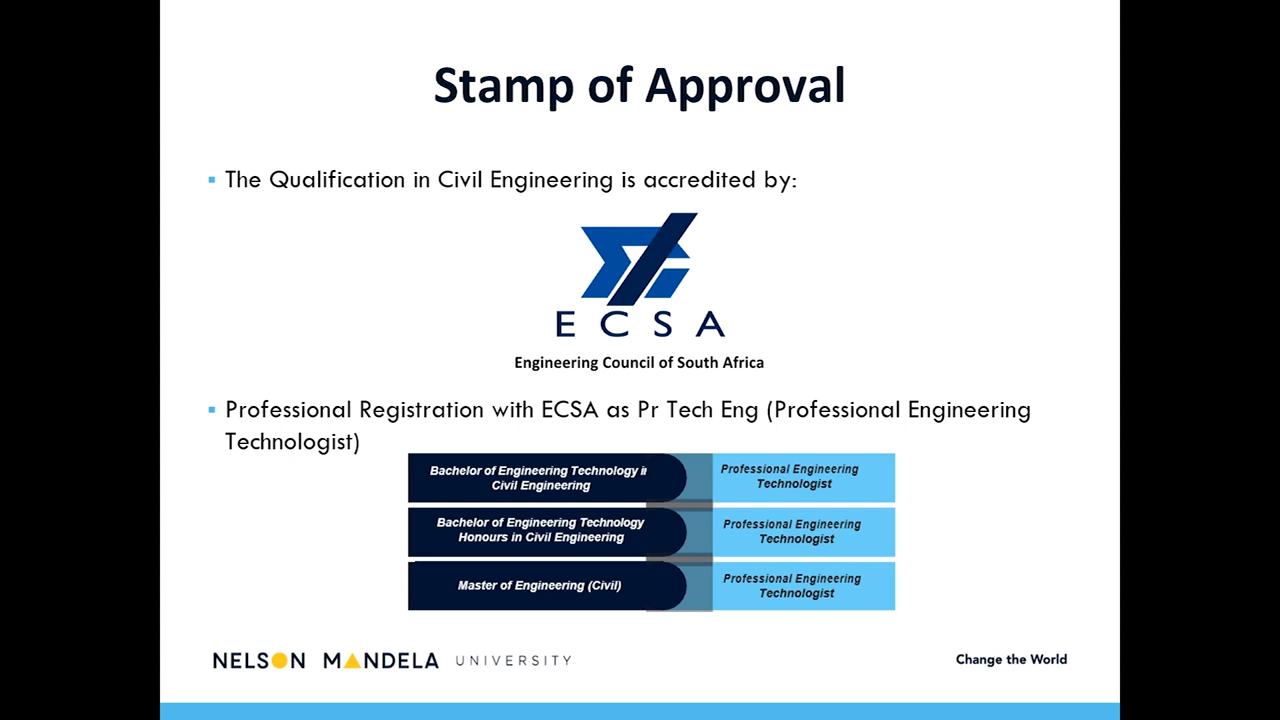 Stamp of Approval
▪ The Qualification in Civil Engineering is accredited by:
ECSA
Engineering Council of South Africa
▪ Professional Registration with ECSA as Pr Tech Eng (Professional Engineering
Technologist)
Bachelor of Engineering Technology in
Civil Engineering
Professional Engineering
Technologist
Bachelor of Engineering Technology
Honours in Civil Engineering
Professional Engineering
Technologist
Master of Engineering (Civil)
Professional Engineering
Technologist
NELSON MANDELA UNIVERSITY
Change the World